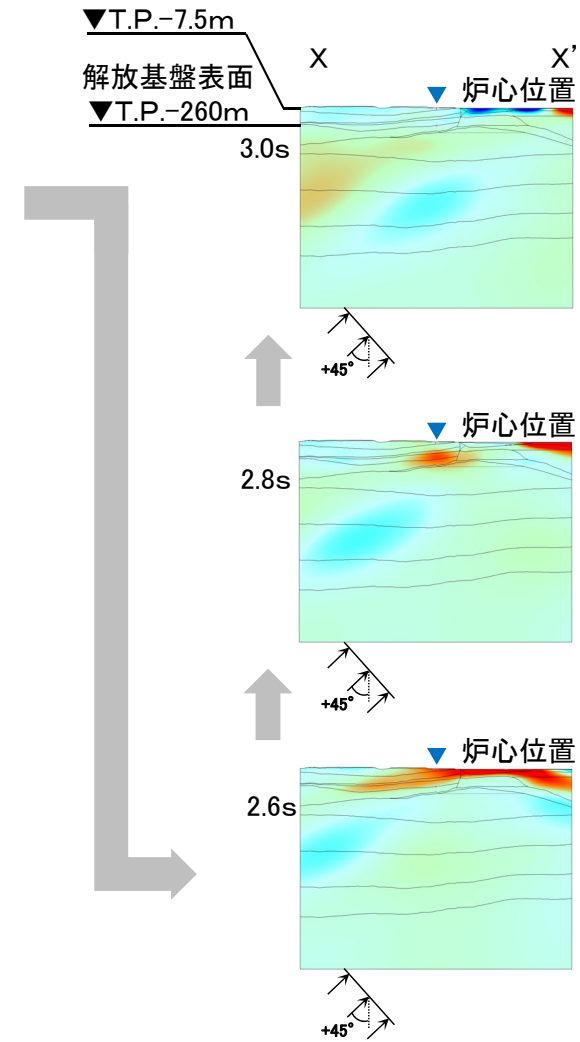 ▼T.P.-7.5m
X X’
解放基盤表面
▼T.P.-260m
▼ 炉心位置
3.0s
+45°
▼ 炉心位置
2.8s
+45°
▼ 炉心位置
2.6s
+45°